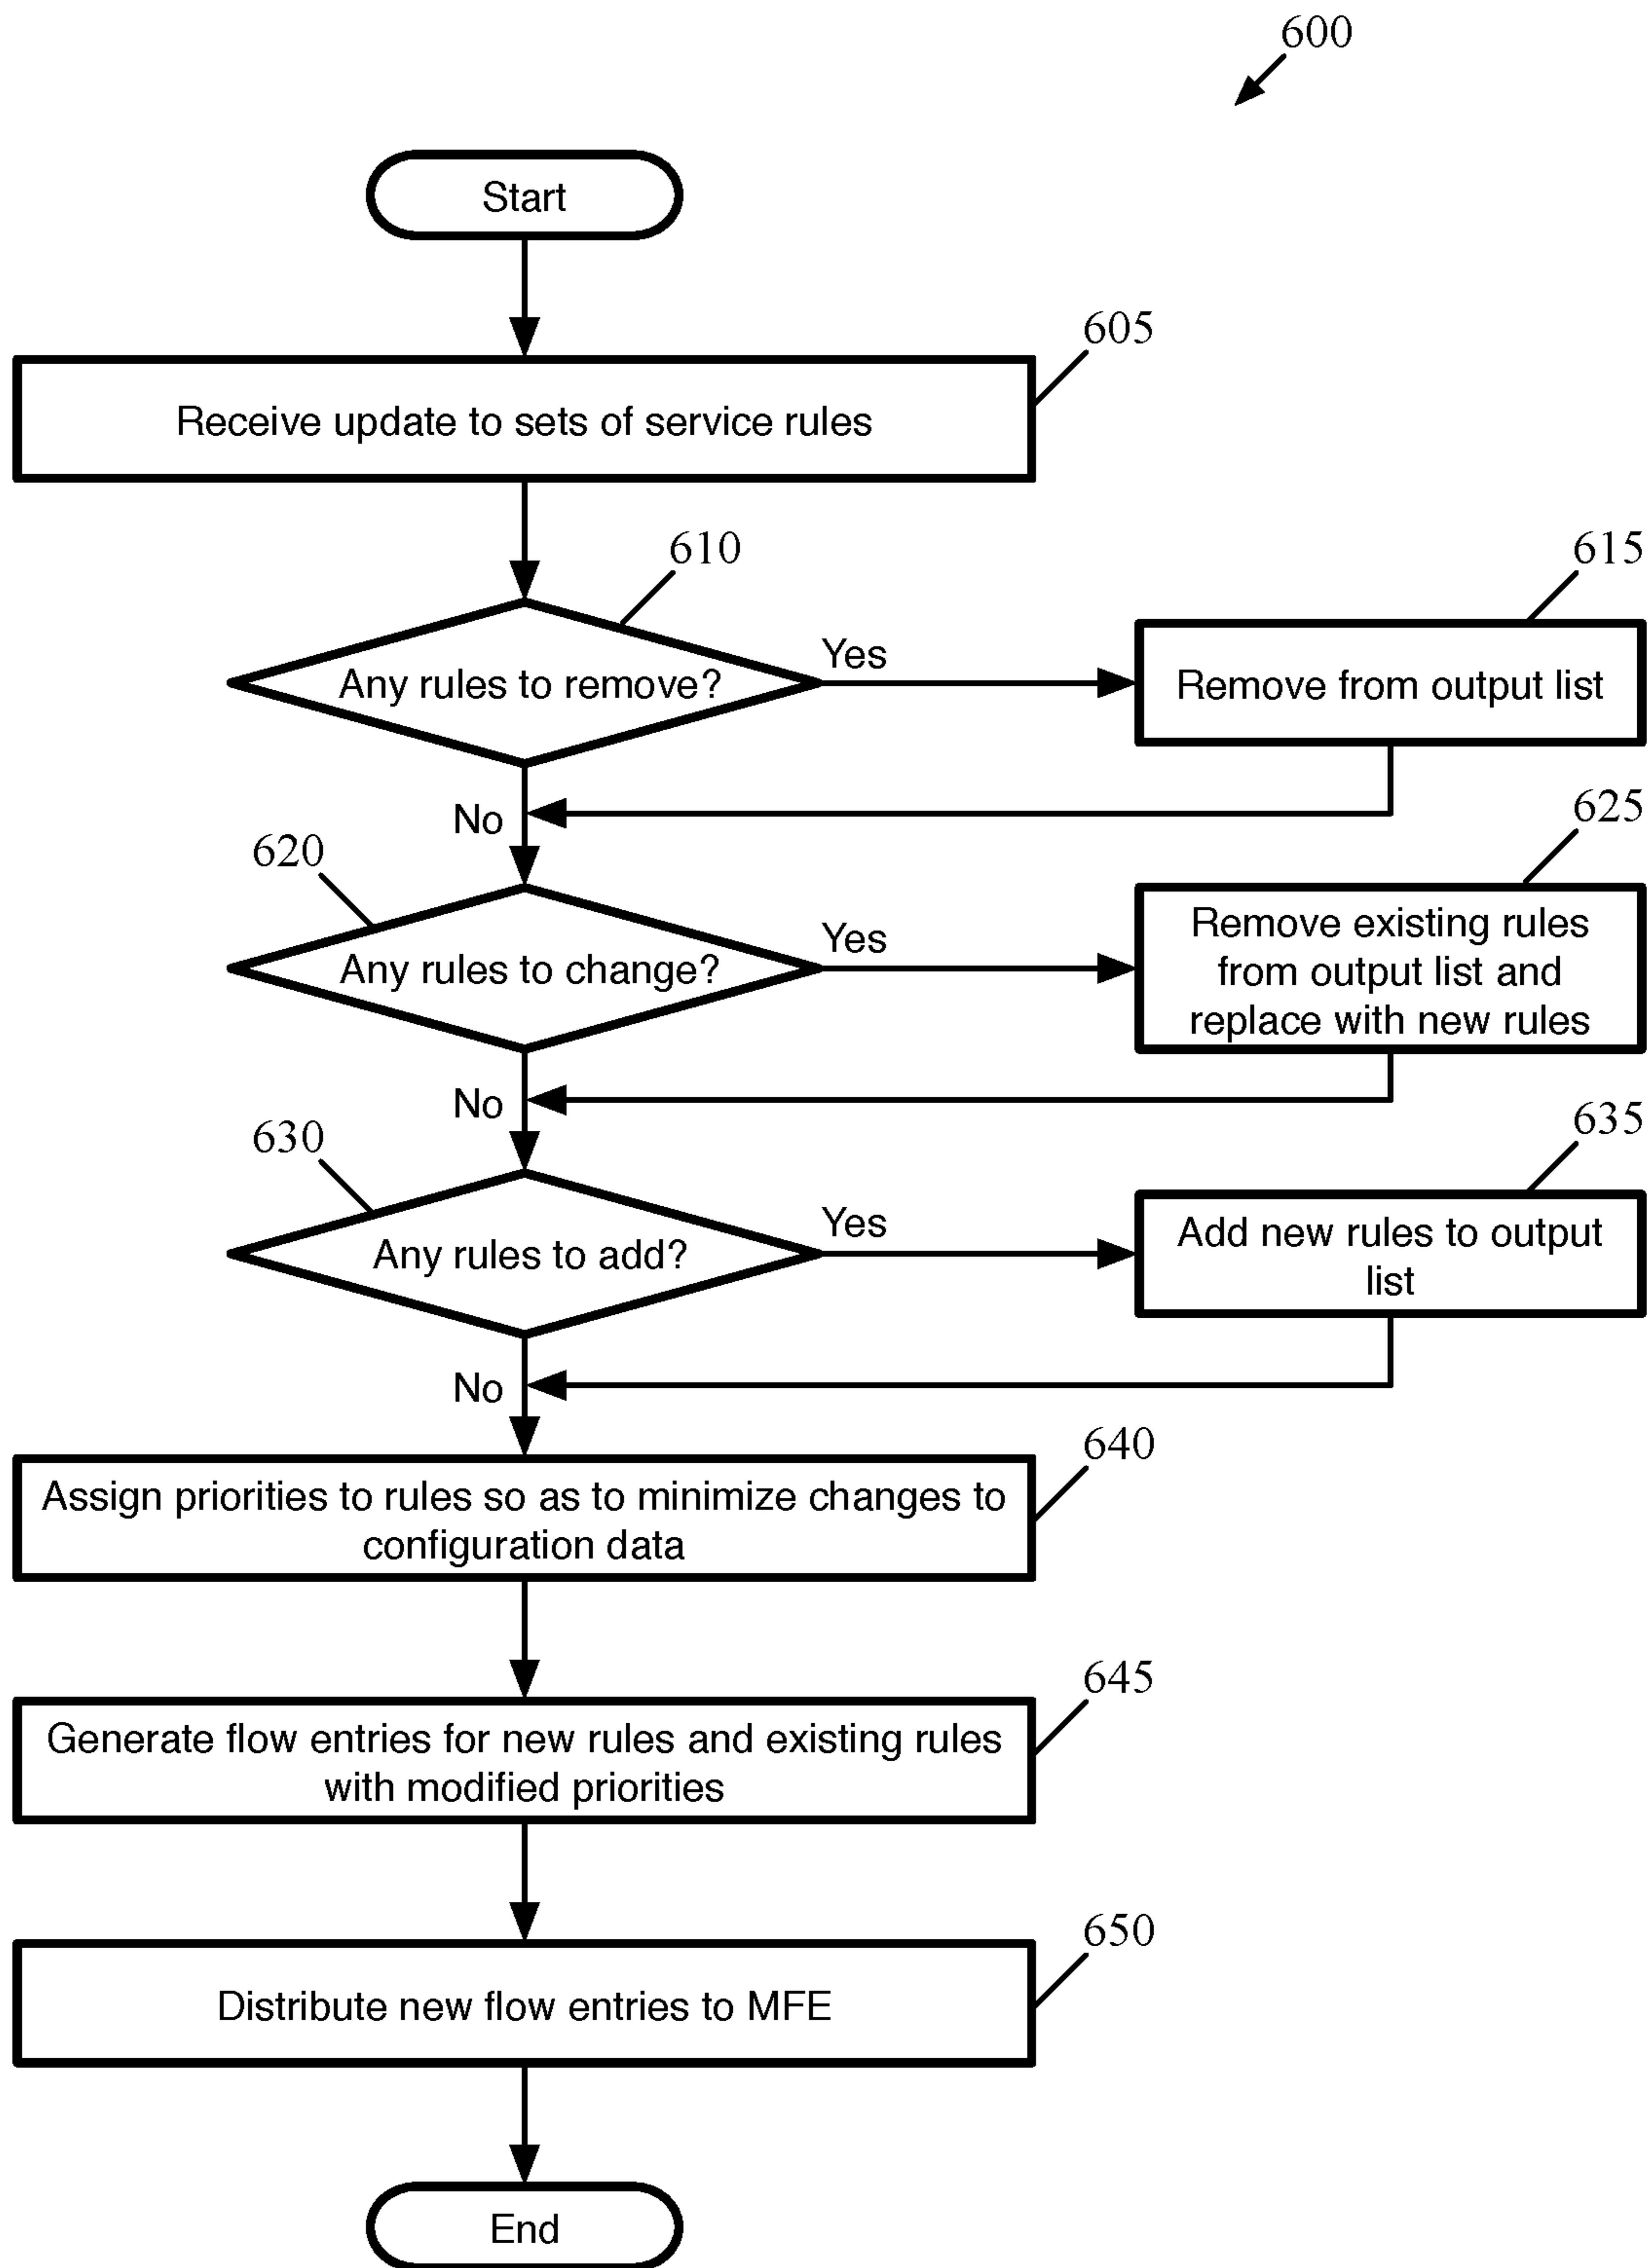 600
Start
605
Receive update to sets of service rules
610
615
Any rules to remove?
Yes
Remove from output list
No
620
625
Any rules to change?
Yes
Remove existing rules
from output list and
replace with new rules
No
630
635
Any rules to add?
Yes
Add new rules to output
list
No
640
Assign priorities to rules so as to minimize changes to
configuration data
645
Generate flow entries for new rules and existing rules
with modified priorities
650
Distribute new flow entries to MFE
End